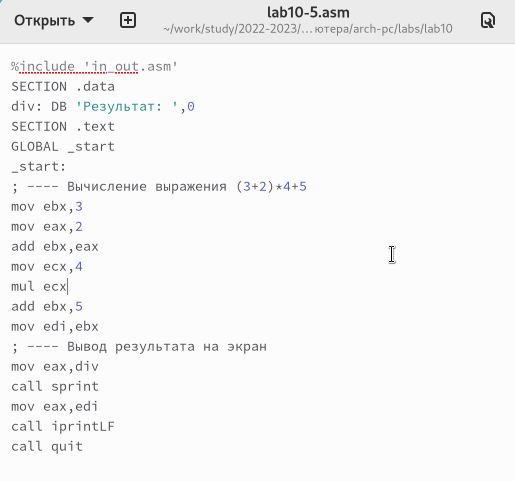 Открыть
lab10-5.asm
~/work/study/2022-2023/... ютера/arch-pc/labs/lab10
%include 'in_out.asm'
SECTION .data
div: DB 'Результат: ',0
SECTION .text
GLOBAL _start
_start:
; ---- Вычисление выражения (3+2)*4+5
mov ebx,3
mov eax,2
add ebx,eax
mov ecx,4
mul ecx
add ebx,5
mov edi,ebx
; ---- Вывод результата на экран
mov eax,div
call sprint
mov eax,edi
call iprintLF
call quit